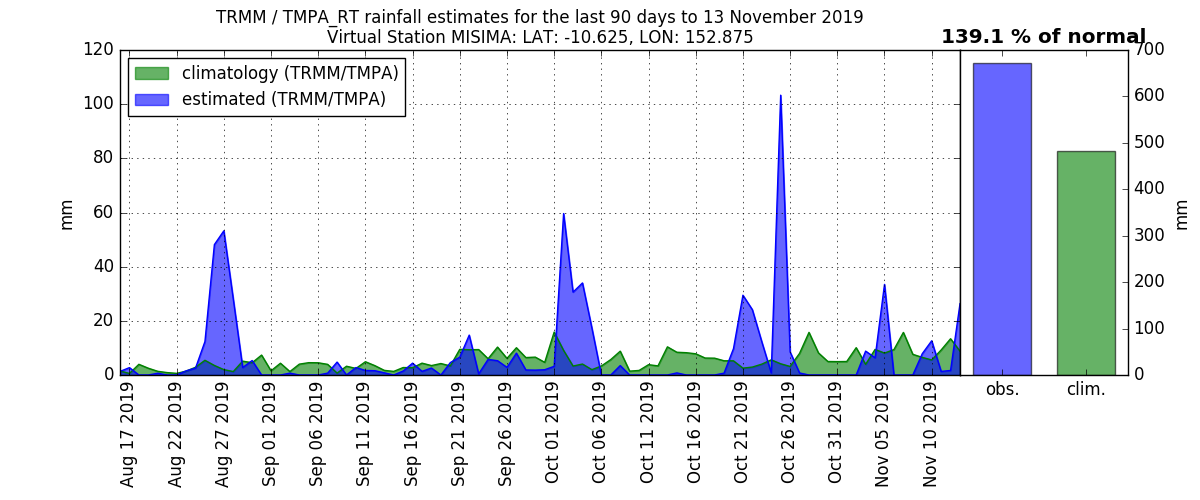 TRMM / TMPA_RT rainfall estimates for the last 90 days to 13 November 2019
Virtual Station MISIMA: LAT: -10.625, LON: 152.875
139.1 % of normal
climatology (TRMM/TMPA)
estimated (TRMM/TMPA)
120
100
80
60
40
20
0
mm
Aug 17 2019
Aug 22 2019
Aug 27 2019
Sep 01 2019
Sep 06 2019
Sep 11 2019
Sep 16 2019
Sep 21 2019
Sep 26 2019
Oct 01 2019
Oct 06 2019
Oct 11 2019
Oct 16 2019
Oct 21 2019
Oct 26 2019
Oct 31 2019
Nov 05 2019
Nov 10 2019
obs.
clim.
700
600
500
400
300
200
100
0
mm